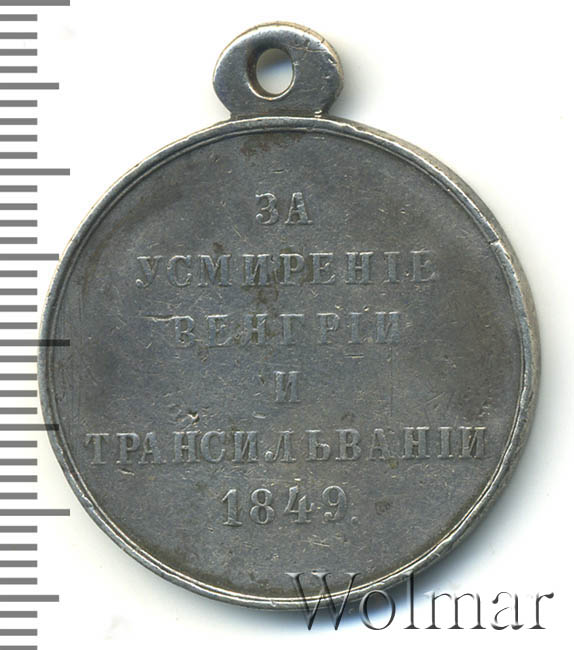 ЗА
УСМИРЕНІЕ
ВЕНГРІИ
И
ТРАНСИЛЬВАНІИ
1849.
Wolmar